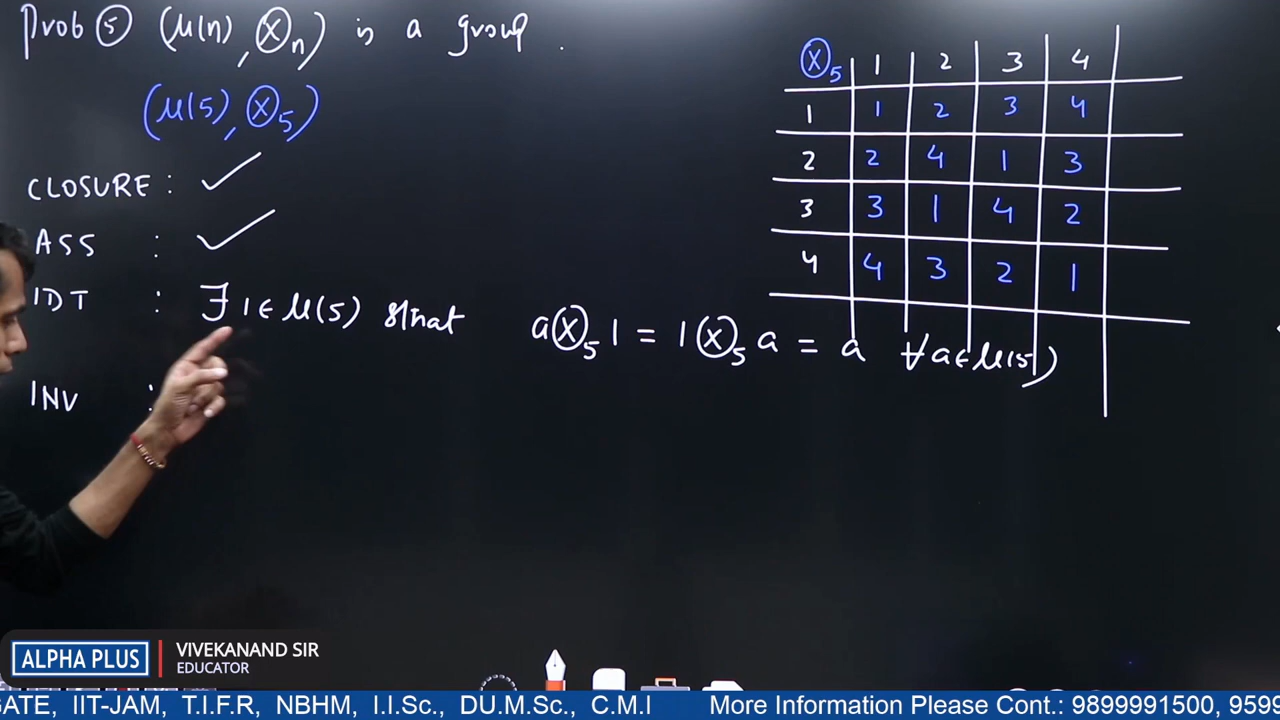 Prob ⑤ (μ(n), ⊗n) is a group.
(μ(5), ⊗5)
CLOSURE : ✓
ASS : ✓
IDT : ∃ 1 ∈ μ(5) s/that a ⊗5 1 = 1 ⊗5 a = a ∀ a ∈ μ(5)
INV :
⊗5 1 2 3 4
1 1 2 3 4
2 2 4 1 3
3 3 1 4 2
4 4 3 2 1
ALPHA PLUS
VIVEKANAND SIR
EDUCATOR
GATE, IIT-JAM, T.I.F.R, NBHM, I.I.Sc., DU.M.Sc., C.M.I More Information Please Cont.: 9899991500, 9599